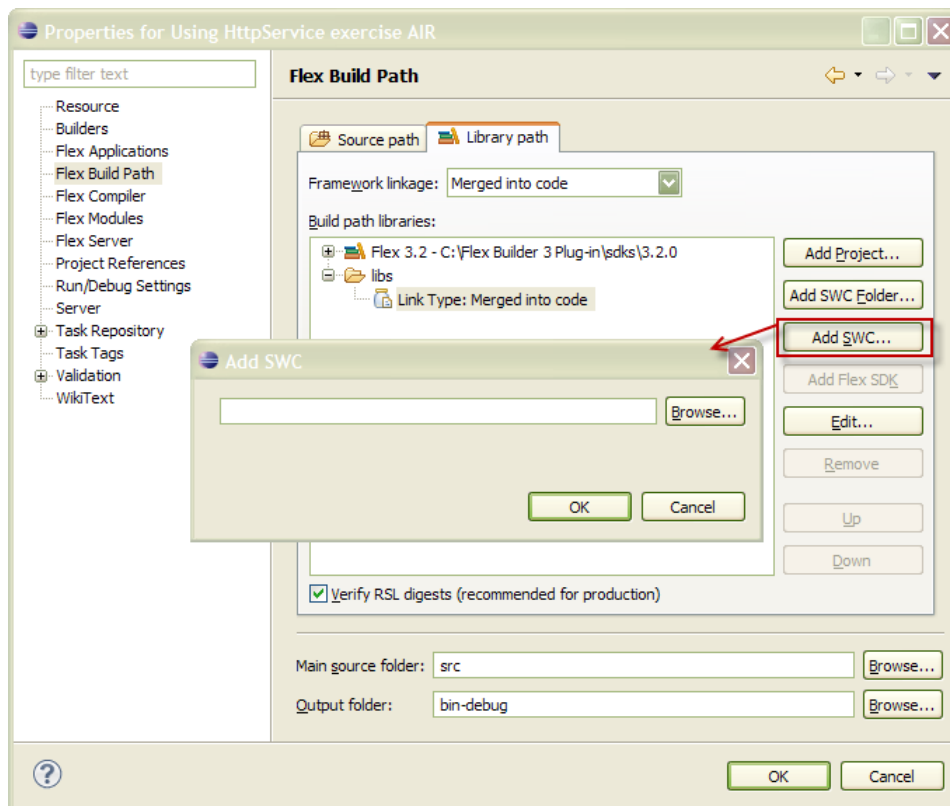 Properties for Using HttpService exercise AIR
type filter text
Resource
Builders
Flex Applications
Flex Build Path
Flex Compiler
Flex Modules
Flex Server
Project References
Run/Debug Settings
Server
Task Repository
Task Tags
Validation
WikiText
Flex Build Path
Source path
Library path
Framework linkage: Merged into code
Build path libraries:
Flex 3.2 - C:\Flex Builder 3 Plug-in\sdks\3.2.0
libs
Link Type: Merged into code
Add Project...
Add SWC Folder...
Add SWC...
Add Flex SDK
Edit...
Remove
Up
Down
Add SWC
Browse...
OK Cancel
Verify RSL digests (recommended for production)
Main source folder: src Browse...
Output folder: bin-debug Browse...
?
OK Cancel